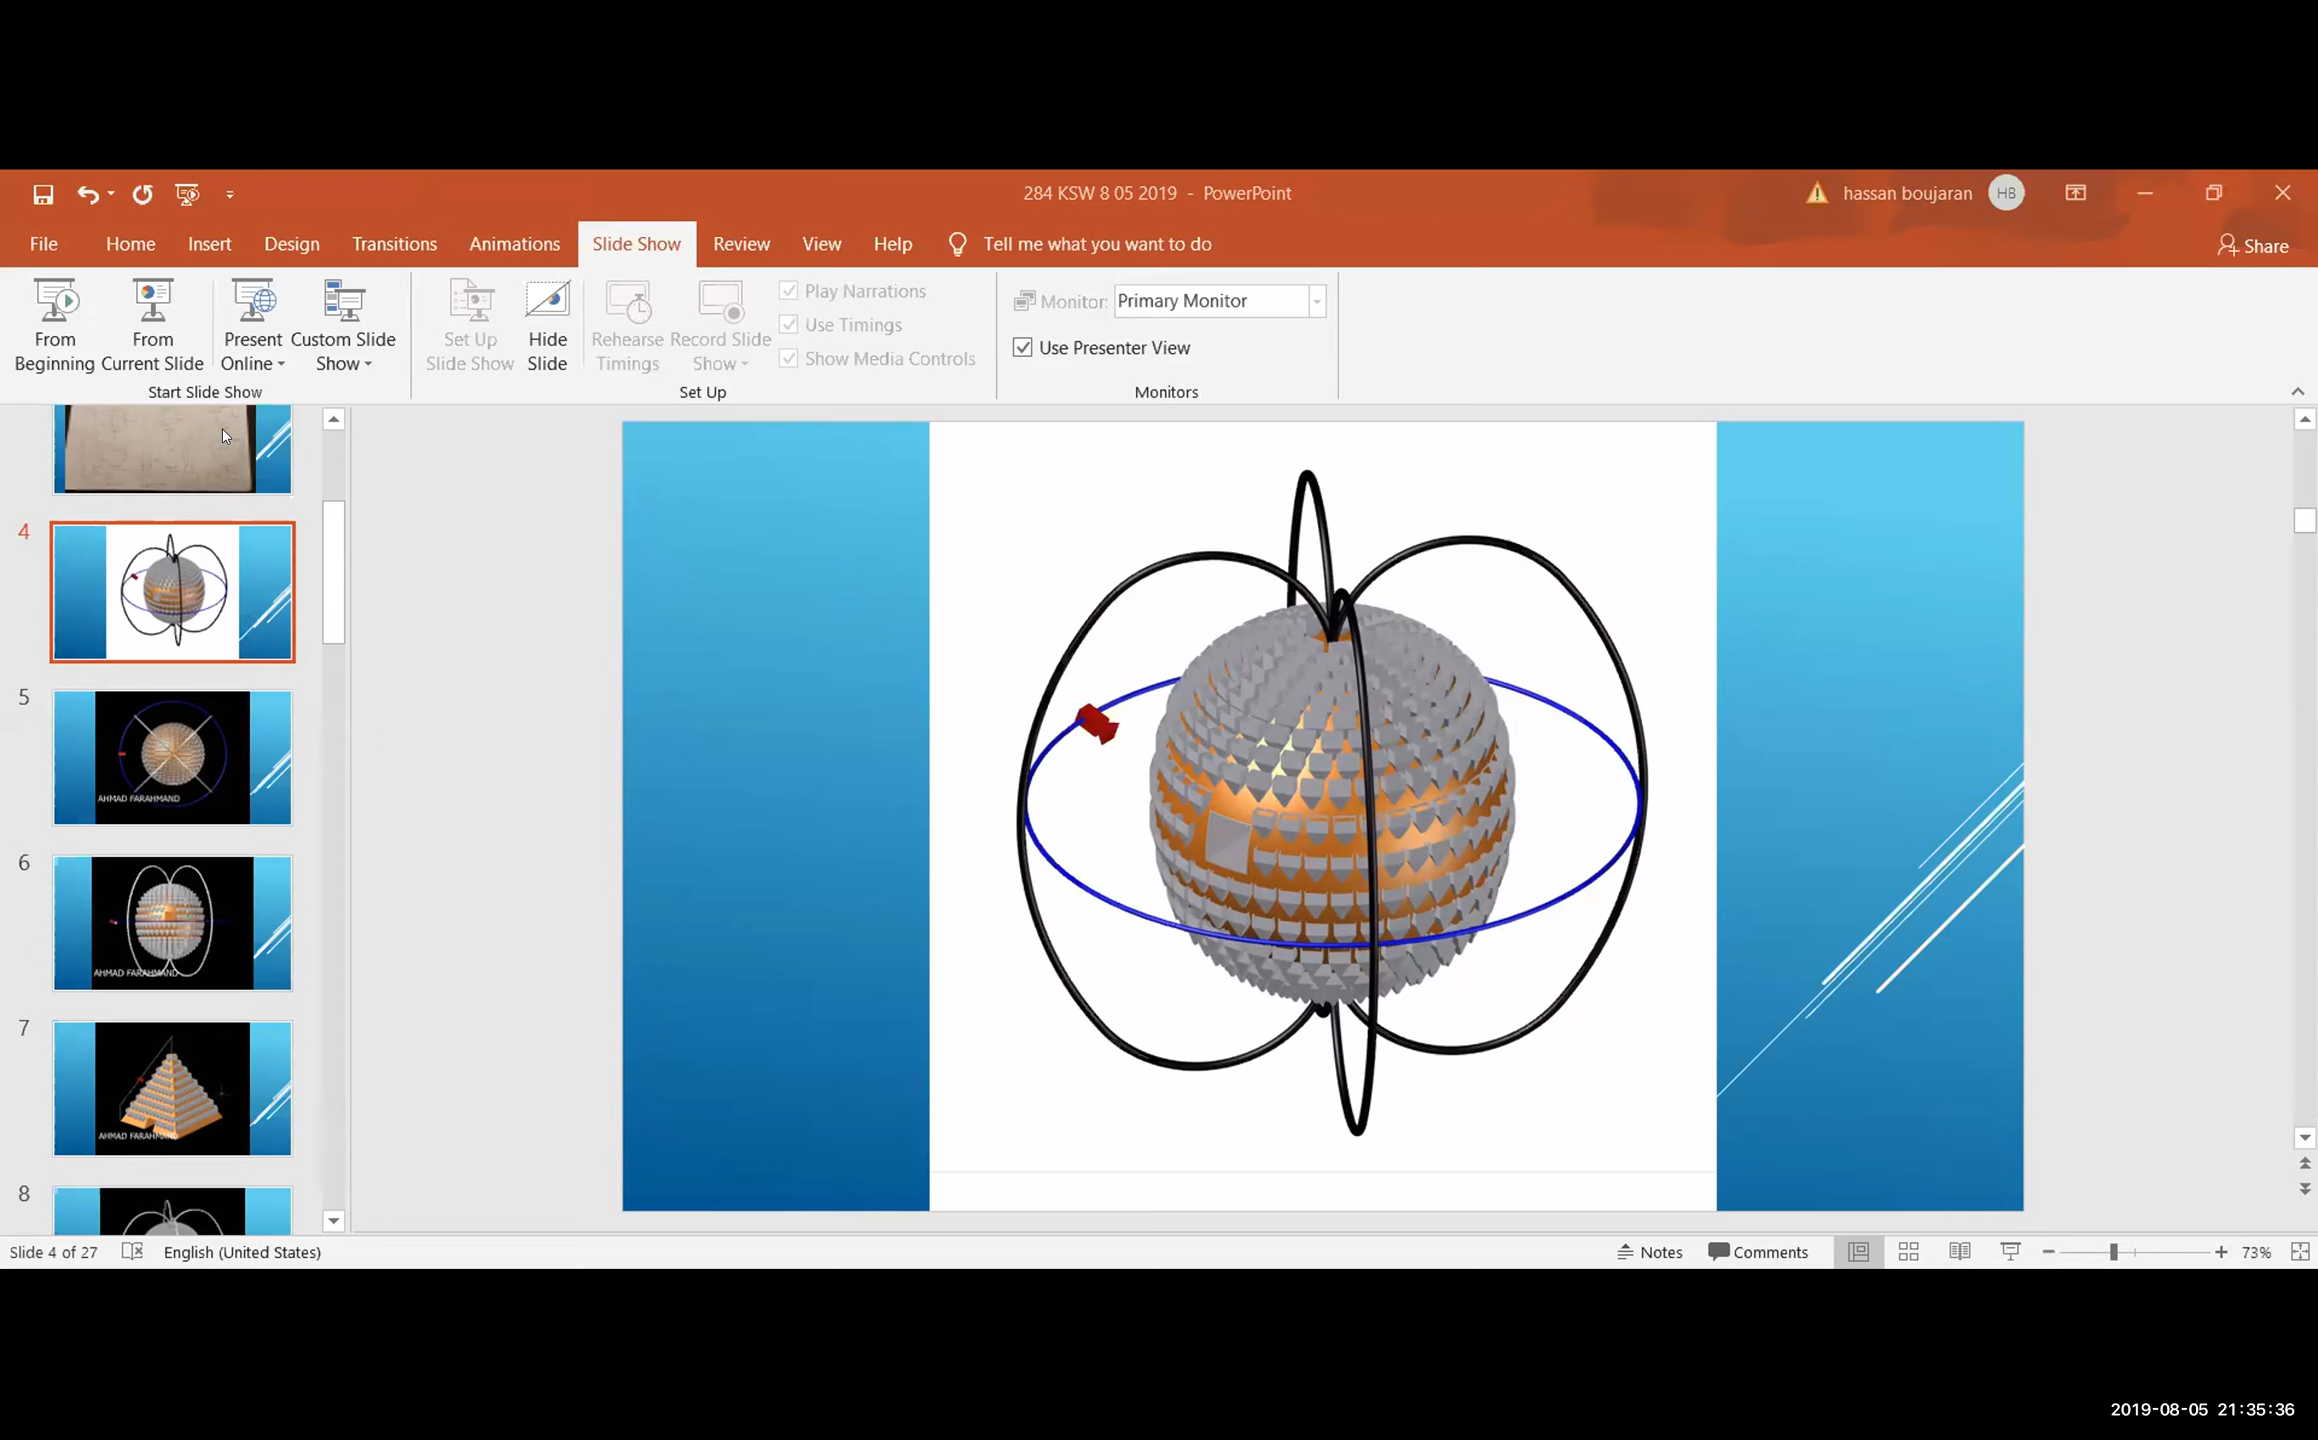 284 KSW 8 05 2019 - PowerPoint
hassan boujaran
HB
File Home Insert Design Transitions Animations Slide Show Review View Help Tell me what you want to do
Share
From Beginning
From Current Slide
Present Online
Custom Slide Show
Start Slide Show
Set Up Slide Show
Hide Slide
Rehearse Timings
Record Slide Show
Play Narrations
Use Timings
Show Media Controls
Set Up
Monitor: Primary Monitor
Use Presenter View
Monitors
4
5
AHMAD FARAHMAND
6
AHMAD FARAHMAND
7
AHMAD FARAHMAND
8
Slide 4 of 27 English (United States)
Notes Comments 73%
2019-08-05 21:35:36